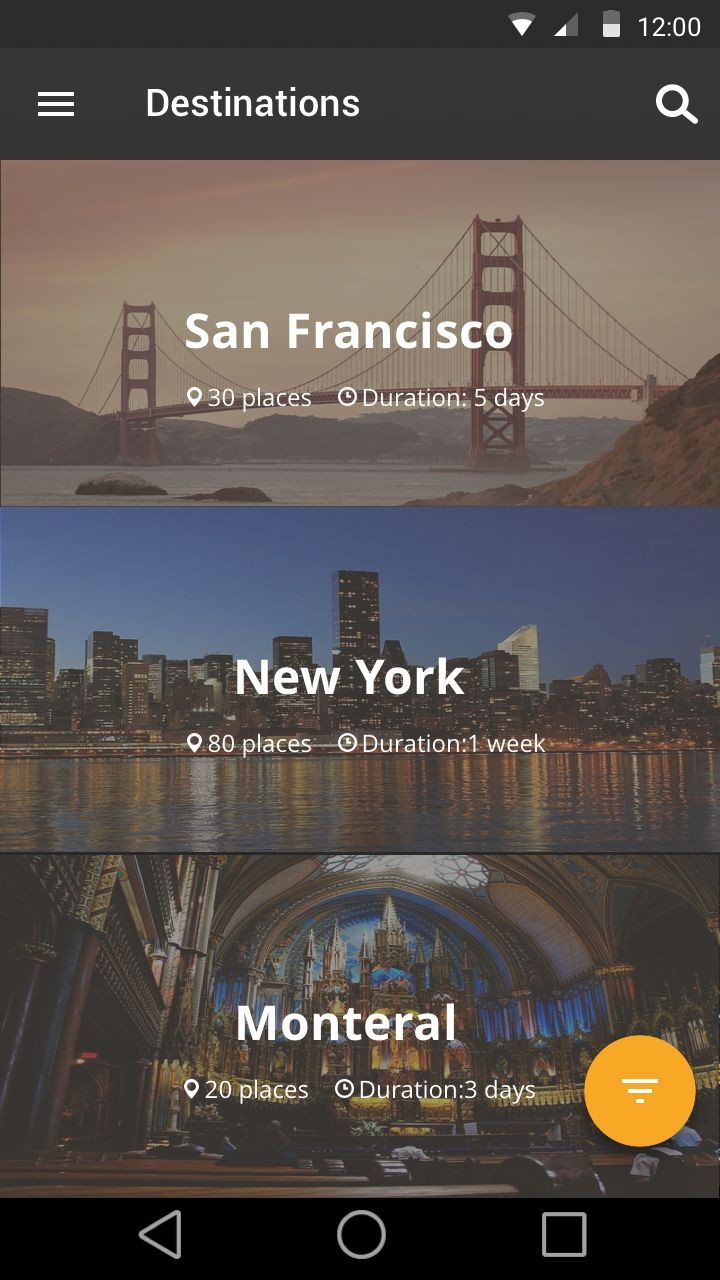 12:00
Destinations
San Francisco
30 places Duration: 5 days
New York
80 places Duration:1 week
Monteral
20 places Duration:3 days